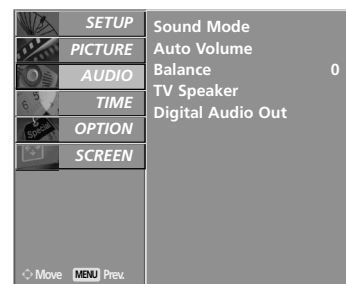 SETUP
PICTURE
AUDIO
TIME
OPTION
SCREEN
Sound Mode
Auto Volume
Balance 0
TV Speaker
Digital Audio Out
Move MENU Prev.